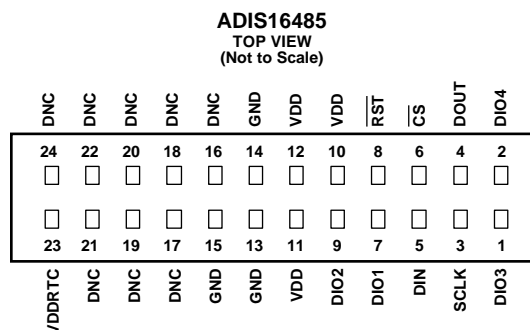 ADIS16485
TOP VIEW
(Not to Scale)
DNC DNC DNC DNC DNC GND VDD VDD RST CS DOUT DIO4
24 22 20 18 16 14 12 10 8 6 4 2
23 21 19 17 15 13 11 9 7 5 3 1
VDDRTC DNC DNC DNC GND GND VDD DIO2 DIO1 DIN SCLK DIO3